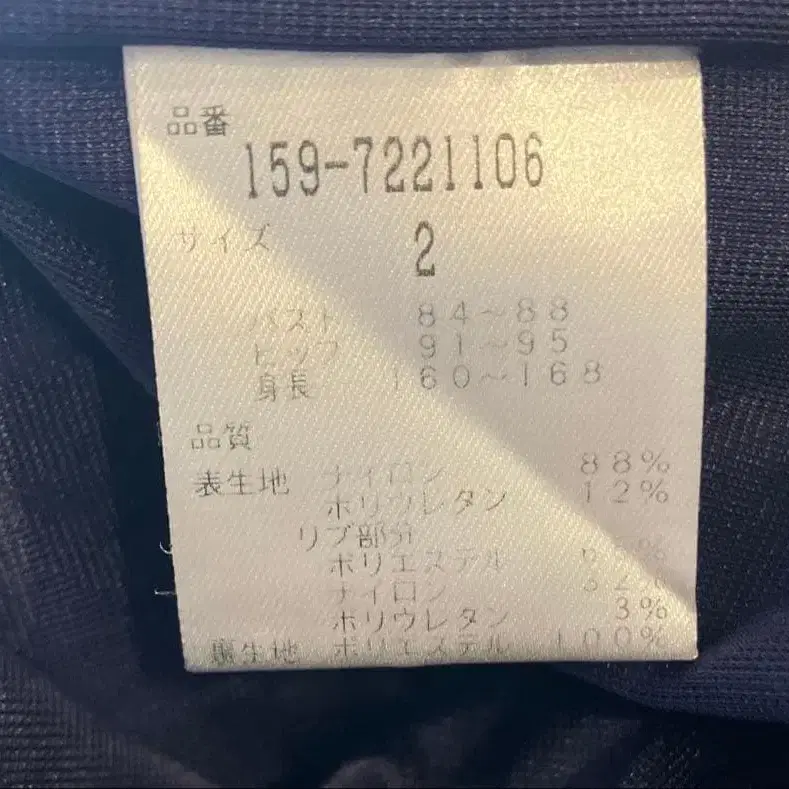 品番
159-7221106
サイズ 2
バスト 84~88
ヒップ 91~95
身長 160~168
品質
表生地 ナイロン 88%
ポリウレタン 12%
リブ部分
ポリエステル
ナイロン
ポリウレタン 3%
裏生地 ポリエステル 100%